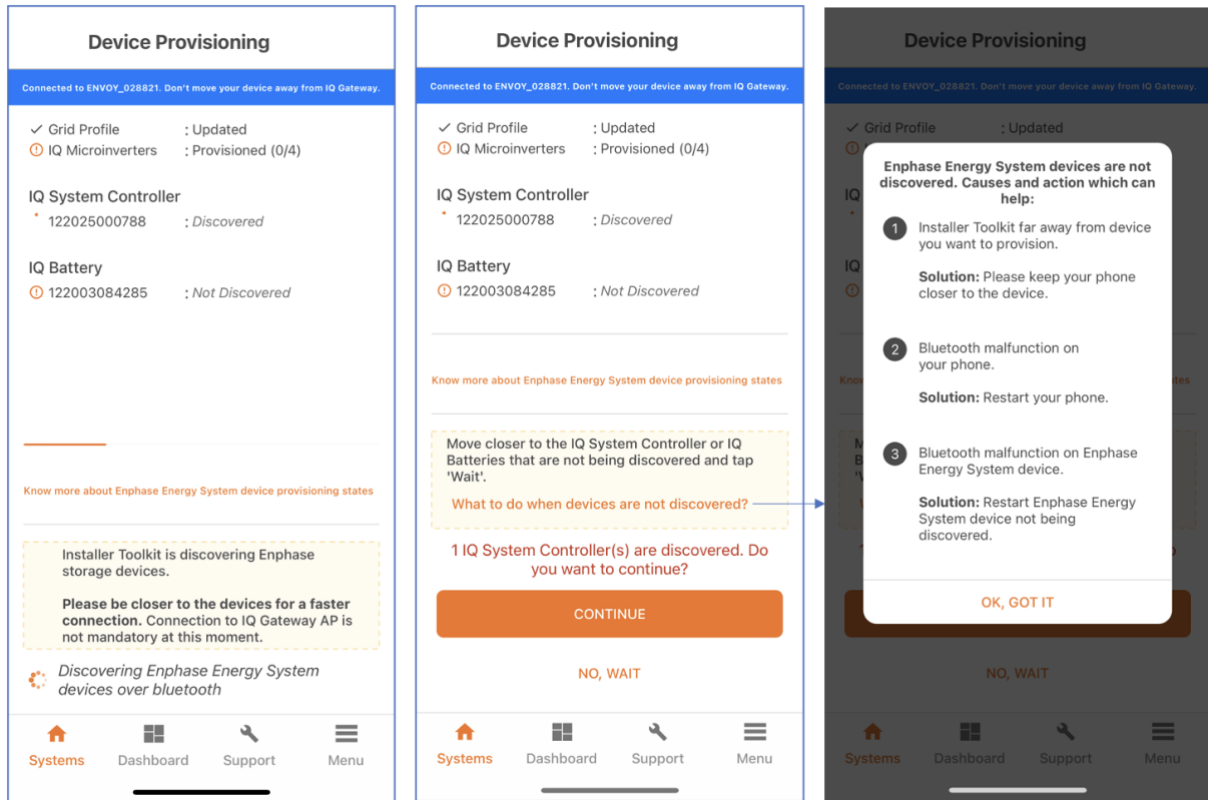 Device Provisioning
Connected to ENVOY_028821. Don't move your device away from IQ Gateway.
Grid Profile : Updated
IQ Microinverters : Provisioned (0/4)
IQ System Controller
122025000788 : Discovered
IQ Battery
122003084285 : Not Discovered
Know more about Enphase Energy System device provisioning states
Installer Toolkit is discovering Enphase
storage devices.
Please be closer to the devices for a faster
connection. Connection to IQ Gateway AP is
not mandatory at this moment.
Discovering Enphase Energy System
devices over bluetooth
Systems Dashboard Support Menu
Device Provisioning
Connected to ENVOY_028821. Don't move your device away from IQ Gateway.
Grid Profile : Updated
IQ Microinverters : Provisioned (0/4)
IQ System Controller
122025000788 : Discovered
IQ Battery
122003084285 : Not Discovered
Know more about Enphase Energy System device provisioning states
Move closer to the IQ System Controller or IQ
Batteries that are not being discovered and tap
'Wait'.
What to do when devices are not discovered?
1 IQ System Controller(s) are discovered. Do
you want to continue?
CONTINUE
NO, WAIT
Systems Dashboard Support Menu
Device Provisioning
Connected to ENVOY_028821. Don't move your device away from IQ Gateway.
Grid Profile : Updated
Enphase Energy System devices are not
discovered. Causes and action which can
help:
1 Installer Toolkit far away from device
you want to provision.
Solution: Please keep your phone
closer to the device.
2 Bluetooth malfunction on
your phone.
Solution: Restart your phone.
3 Bluetooth malfunction on Enphase
Energy System device.
Solution: Restart Enphase Energy
System device not being
discovered.
OK, GOT IT
NO, WAIT
Systems Dashboard Support Menu